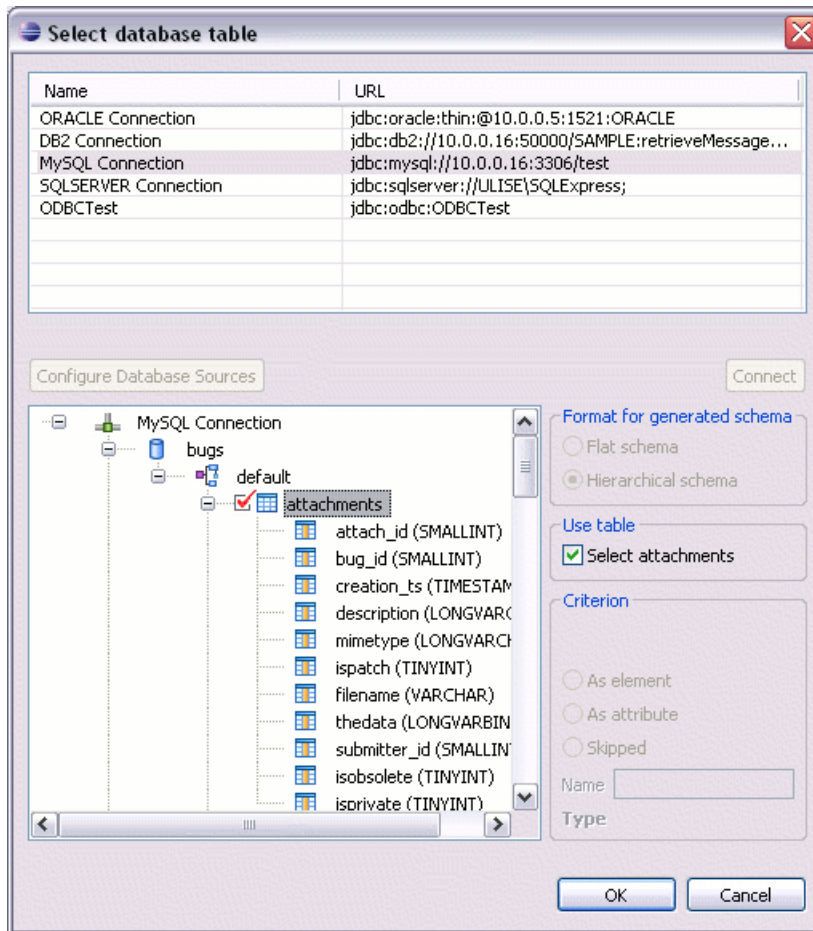 Select database table
Name URL
ORACLE Connection jdbc:oracle:thin:@10.0.0.5:1521:ORACLE
DB2 Connection jdbc:db2://10.0.0.16:50000/SAMPLE:retrieveMessage...
MySQL Connection jdbc:mysql://10.0.0.16:3306/test
SQLSERVER Connection jdbc:sqlserver://ULISE\SQLExpress;
ODBCTest jdbc:odbc:ODBCTest
Configure Database Sources Connect
MySQL Connection
bugs
default
attachments
attach_id (SMALLINT)
bug_id (SMALLINT)
creation_ts (TIMESTAM
description (LONGVARC
mimetype (LONGVARCH
ispatch (TINYINT)
filename (VARCHAR)
thedata (LONGVARBIN
submitter_id (SMALLIN
isobsolete (TINYINT)
isprivate (TINYINT)
Format for generated schema
Flat schema
Hierarchical schema
Use table
Select attachments
Criterion
As element
As attribute
Skipped
Name
Type
OK Cancel